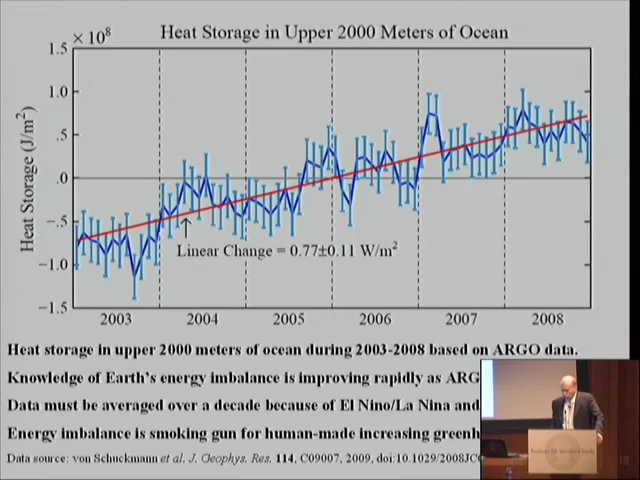 ×10⁸
Heat Storage in Upper 2000 Meters of Ocean
1.5
1.0
.5
.0
−.5
−1.0
−1.5
Heat Storage (J/m²)
Linear Change = 0.77±0.11 W/m²
2003 2004 2005 2006 2007 2008
Heat storage in upper 2000 meters of ocean during 2003-2008 based on ARGO data.
Knowledge of Earth's energy imbalance is improving rapidly as ARG
Data must be averaged over a decade because of El Nino/La Nina and
Energy imbalance is smoking gun for human-made increasing greenh
Data source: von Schuckmann et al. J. Geophys. Res. 114, C09007, 2009, doi:10.1029/2008JC